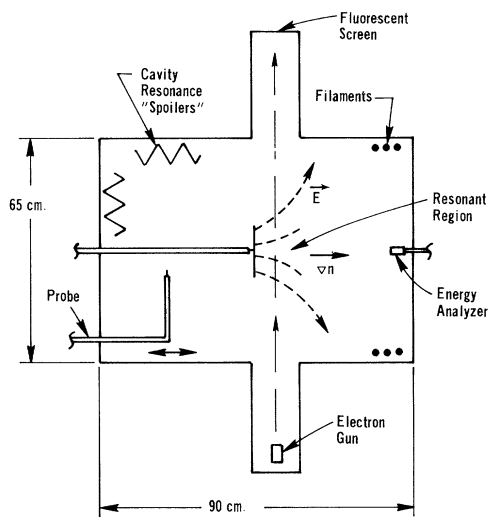 Fluorescent
Screen
Cavity
Resonance
"Spoilers"
Filaments
65 cm.
E
Resonant
Region
∇n
Probe
Energy
Analyzer
Electron
Gun
90 cm.